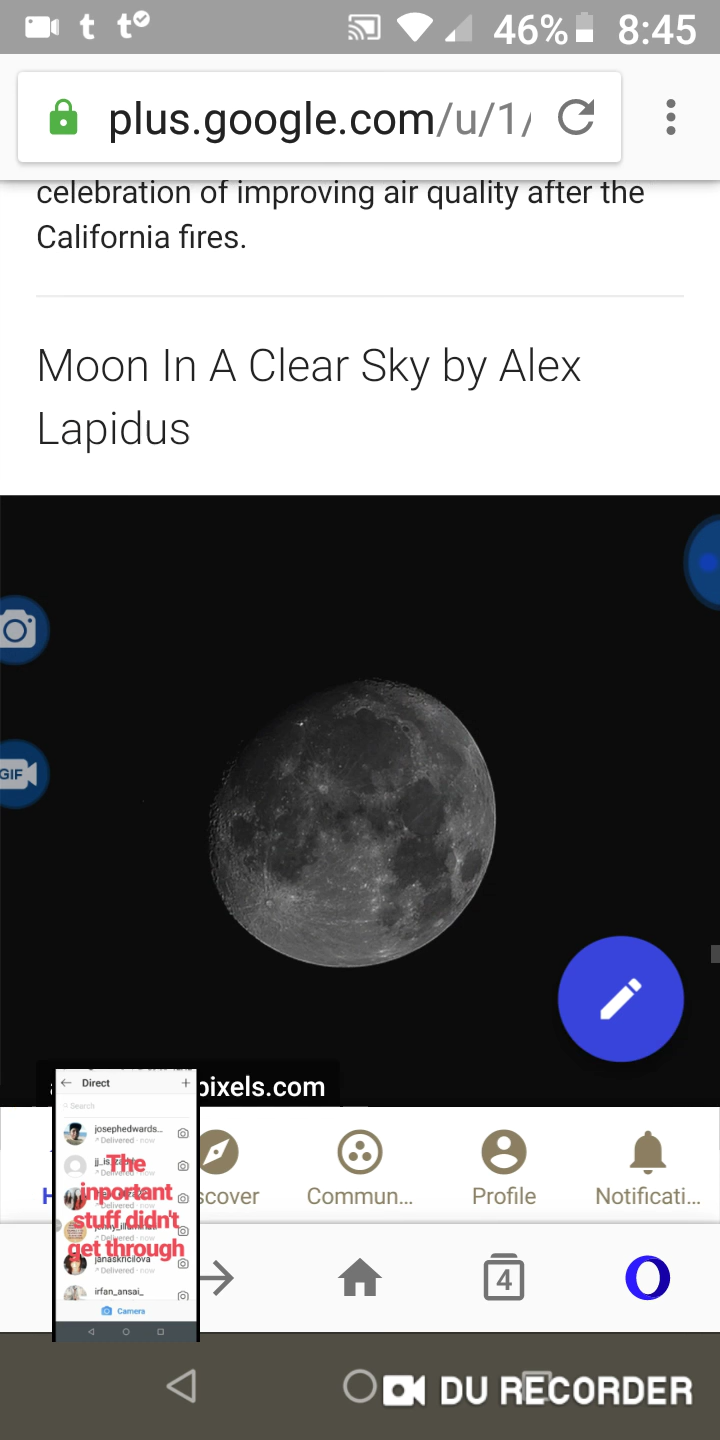 t t 46% 8:45
plus.google.com/u/1/
celebration of improving air quality after the
California fires.
Moon In A Clear Sky by Alex
Lapidus
GIF
pixels.com
Direct
Search
josephedwards...
Delivered · now
The
inportant
stuff didn't
get through
Delivered · now
janaskricilova
Delivered · now
irfan_ansai_
Camera
scover Commun... Profile Notificati...
4
DU RECORDER